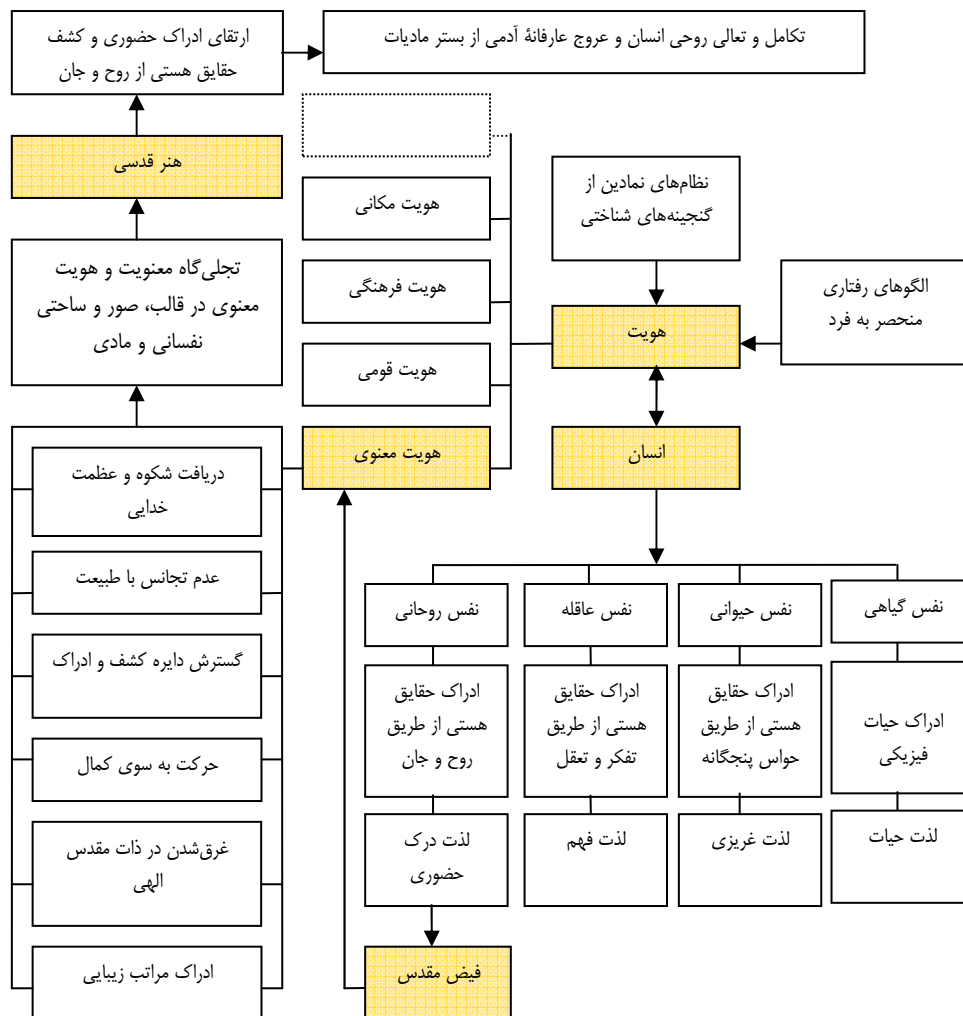 تکامل و تعالی روحی انسان و عروج عارفانهٔ آدمی از بستر مادیات
ارتقای ادراک حضوری و کشف
حقایق هستی از روح و جان
هنر قدسی
تجلی‌گاه معنویت و هویت
معنوی در قالب، صور و ساحتی
نفسانی و مادی
نظام‌های نمادین از
گنجینه‌های شناختی
الگوهای رفتاری
منحصر به فرد
هویت
انسان
هویت مکانی
هویت فرهنگی
هویت قومی
هویت معنوی
دریافت شکوه و عظمت
خدایی
عدم تجانس با طبیعت
گسترش دایره کشف و ادراک
حرکت به سوی کمال
غرق‌شدن در ذات مقدس
الهی
ادراک مراتب زیبایی
نفس گیاهی
نفس حیوانی
نفس عاقله
نفس روحانی
ادراک حیات
فیزیکی
ادراک حقایق
هستی از طریق
حواس پنجگانه
ادراک حقایق
هستی از طریق
تفکر و تعقل
ادراک حقایق
هستی از طریق
روح و جان
لذت حیات
لذت غریزی
لذت فهم
لذت درک
حضوری
فیض مقدس